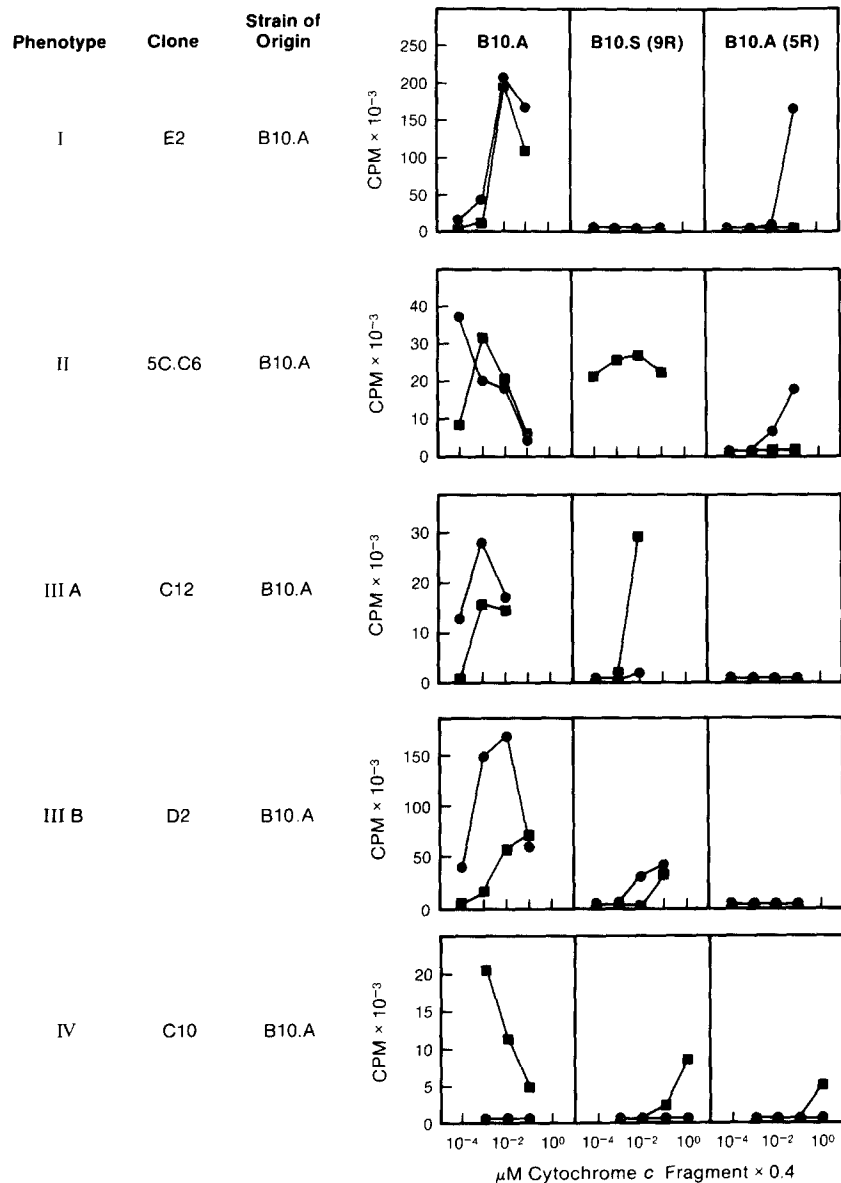 Phenotype Clone Strain of Origin B10.A B10.S (9R) B10.A (5R)
I E2 B10.A
CPM × 10⁻³
250
200
150
100
50
0
II 5C.C6 B10.A
CPM × 10⁻³
40
30
20
10
0
III A C12 B10.A
CPM × 10⁻³
30
20
10
0
III B D2 B10.A
CPM × 10⁻³
150
100
50
0
IV C10 B10.A
CPM × 10⁻³
20
15
10
5
0
10⁻⁴ 10⁻² 10⁰ 10⁻⁴ 10⁻² 10⁰ 10⁻⁴ 10⁻² 10⁰
μM Cytochrome c Fragment × 0.4